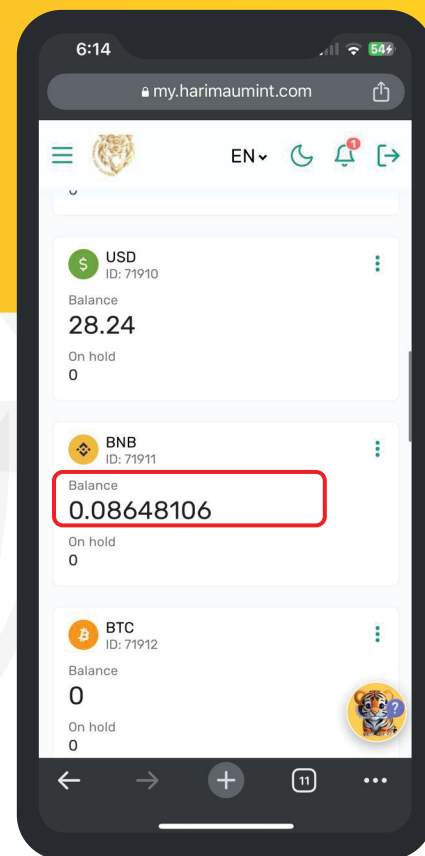 6:14
54
my.harimaumint.com
EN
1
USD
ID: 71910
Balance
28.24
On hold
0
BNB
ID: 71911
Balance
0.08648106
On hold
0
BTC
ID: 71912
Balance
0
On hold
0
?
11